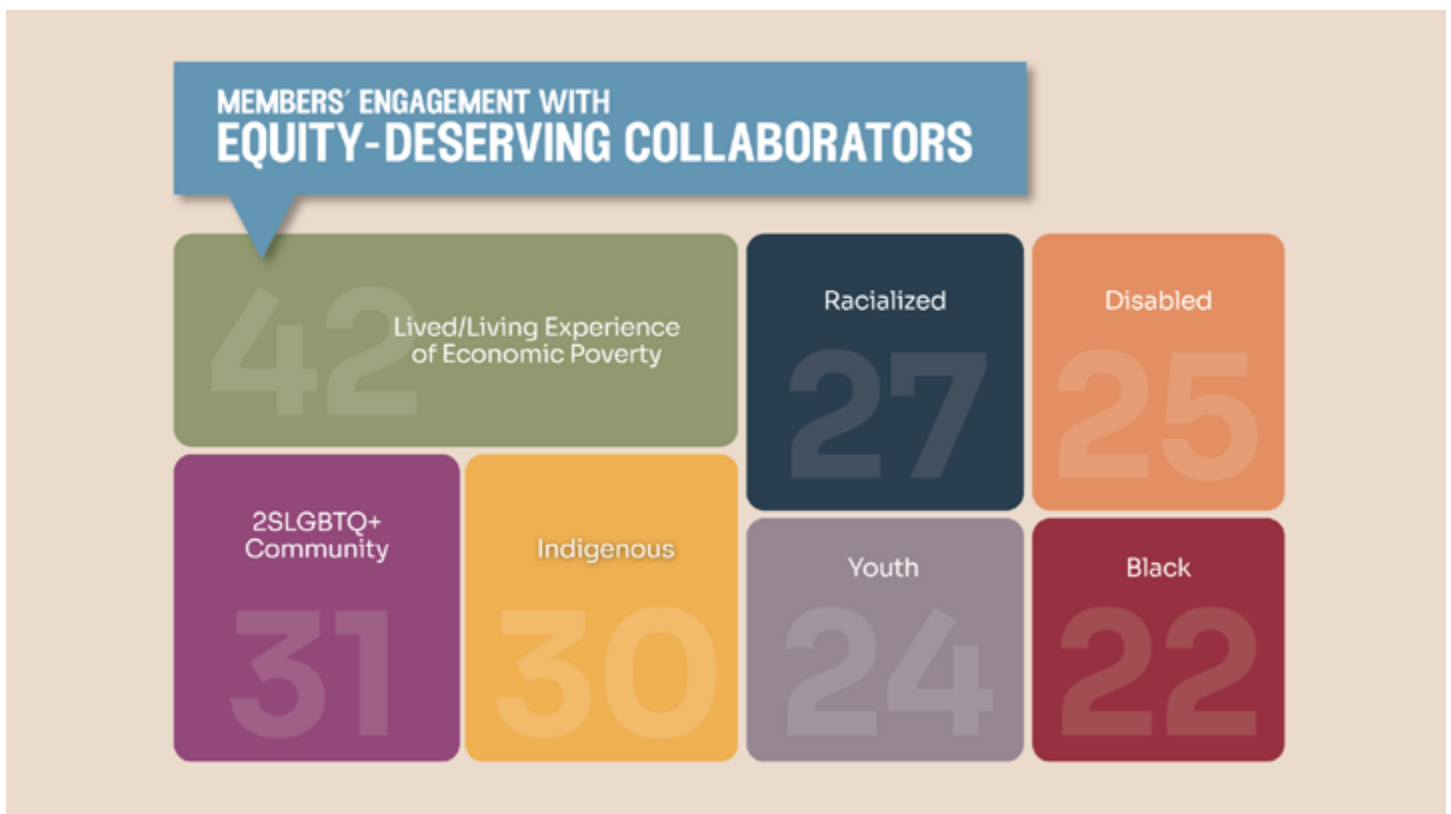 MEMBERS´ ENGAGEMENT WITH
EQUITY-DESERVING COLLABORATORS
42
Lived/Living Experience
of Economic Poverty
Racialized
27
Disabled
25
2SLGBTQ+
Community
31
Indigenous
30
Youth
24
Black
22